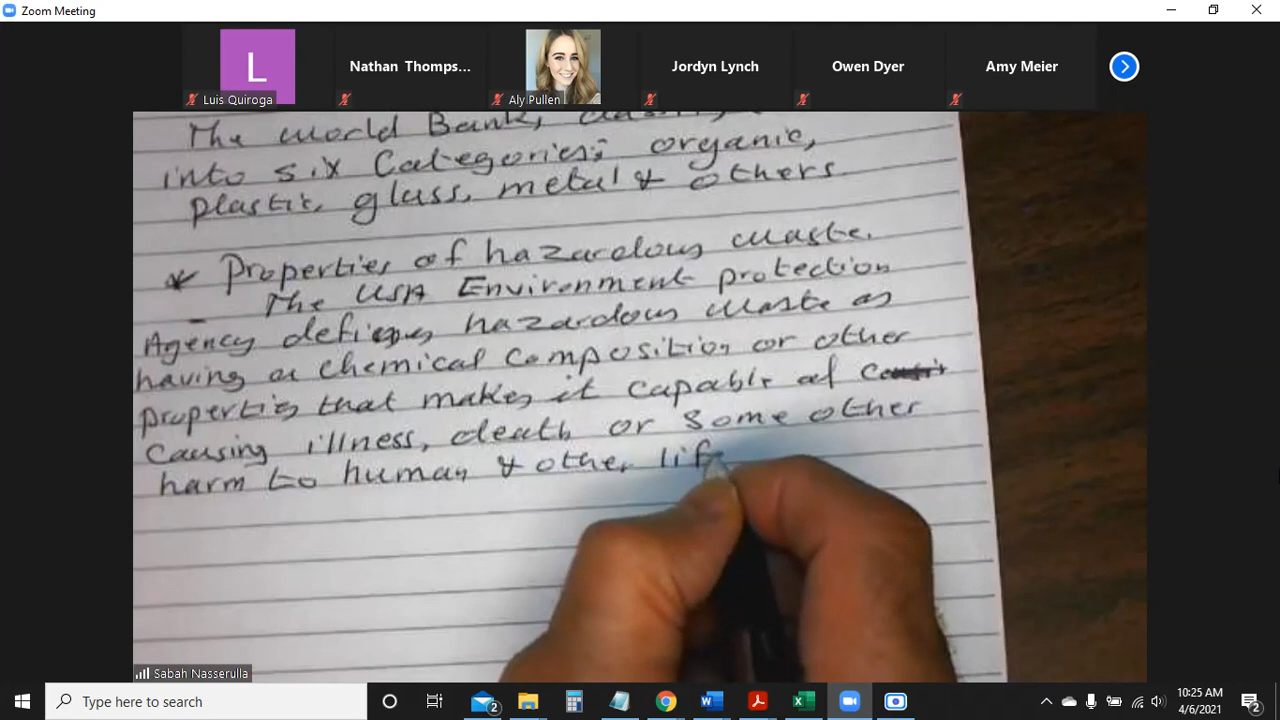 Zoom Meeting
L
Luis Quiroga
Nathan Thomps...
Aly Pullen
Jordyn Lynch
Owen Dyer
Amy Meier
The World Bank,
into six Categories; organic,
plastic, glass, metal & others.
* Properties of hazardous waste.
The USA Environment protection
Agency defines hazardous waste as
having a chemical composition or other
properties that makes it capable of
causing illness, death or some other
harm to human & other lif
Sabah Nasserulla
Type here to search
2
10:25 AM
4/6/2021
2